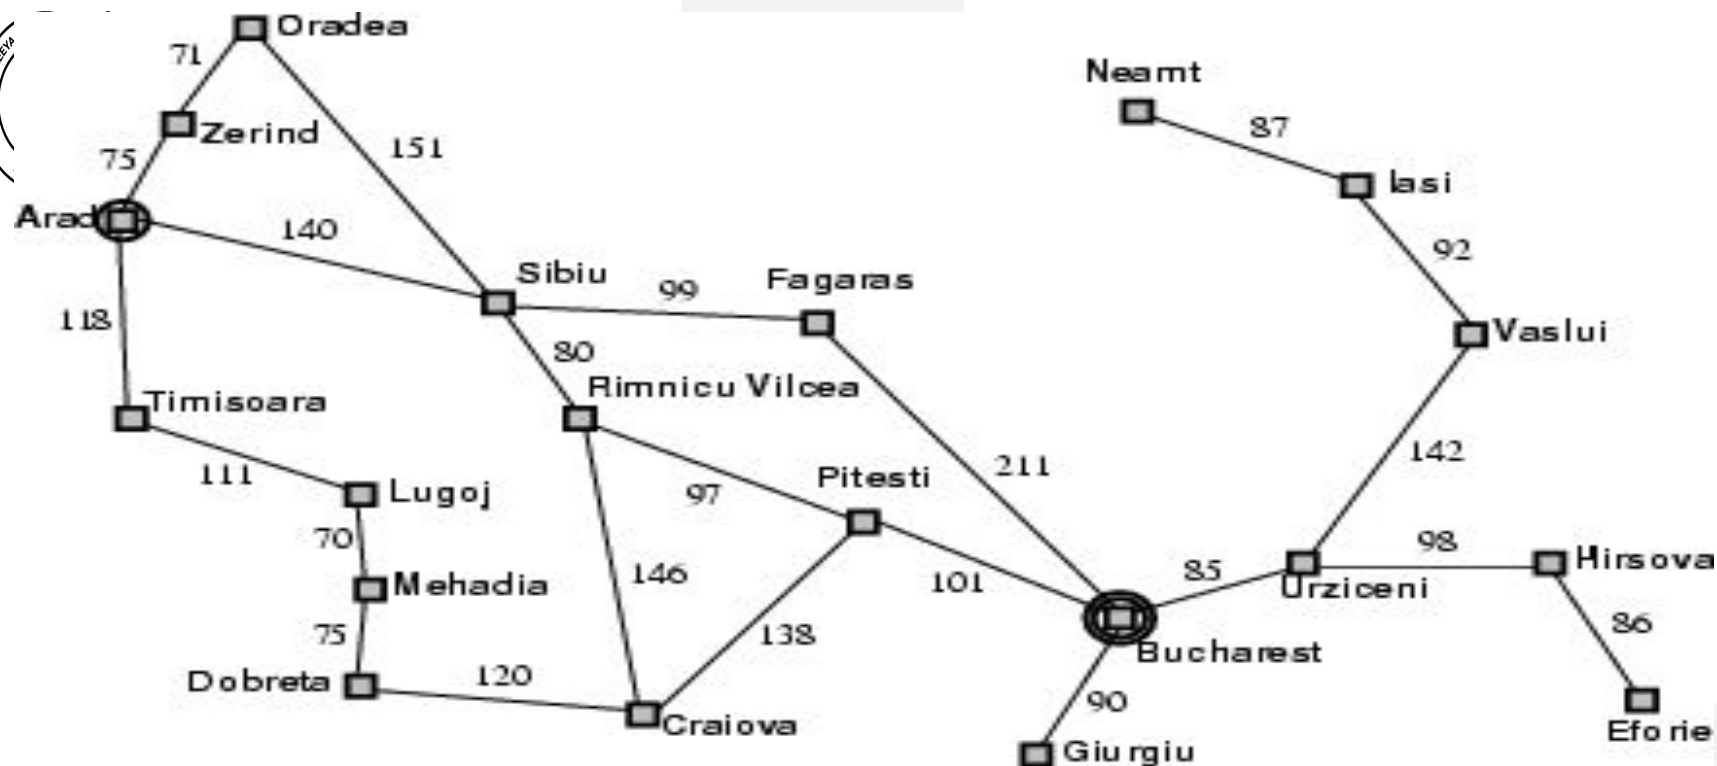 Oradea
71
Neamt
87
Zerind
151
75
Iasi
Arad
140
92
Sibiu
Fagaras
99
118
Vaslui
80
Rimnicu Vilcea
Timisoara
211
142
Pitesti
111
Lugoj
97
70
98
Hirsova
146
85
101
Mehadia
Urziceni
75
138
86
Bucharest
Dobreta
120
90
Craiova
Eforie
Giurgiu